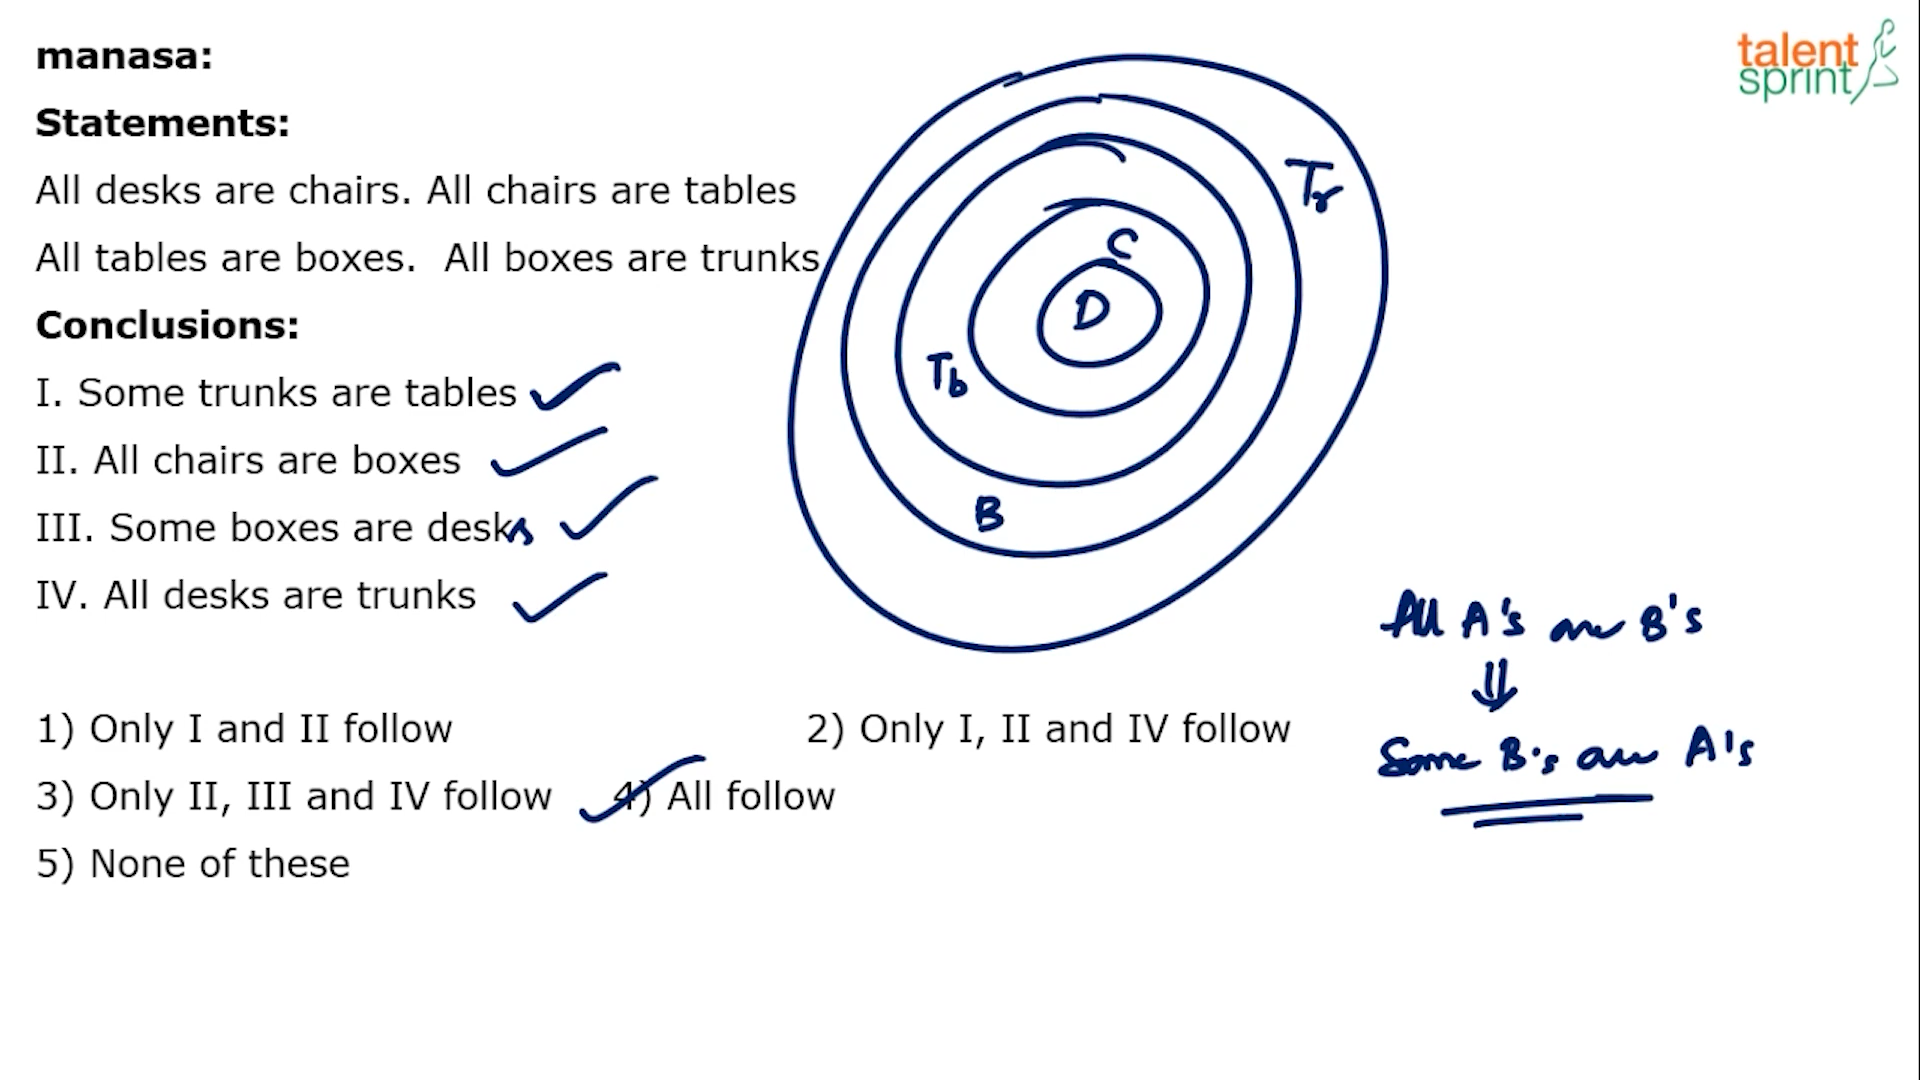 manasa:
talent
sprint
Statements:
All desks are chairs. All chairs are tables
All tables are boxes.  All boxes are trunks
Conclusions:
I. Some trunks are tables
II. All chairs are boxes
III. Some boxes are desks
IV. All desks are trunks
Tr
C
D
Tb
B
All A's are B's
⇓
Some B's are A's
1) Only I and II follow
2) Only I, II and IV follow
3) Only II, III and IV follow
4) All follow
5) None of these